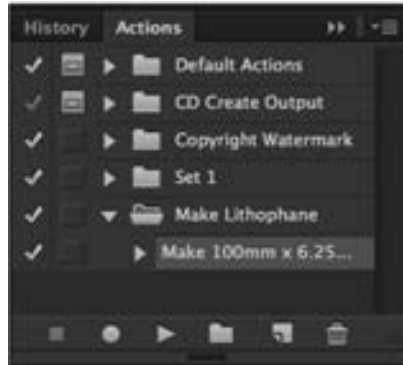 History Actions
Default Actions
CD Create Output
Copyright Watermark
Set 1
Make Lithophane
Make 100mm x 6.25...